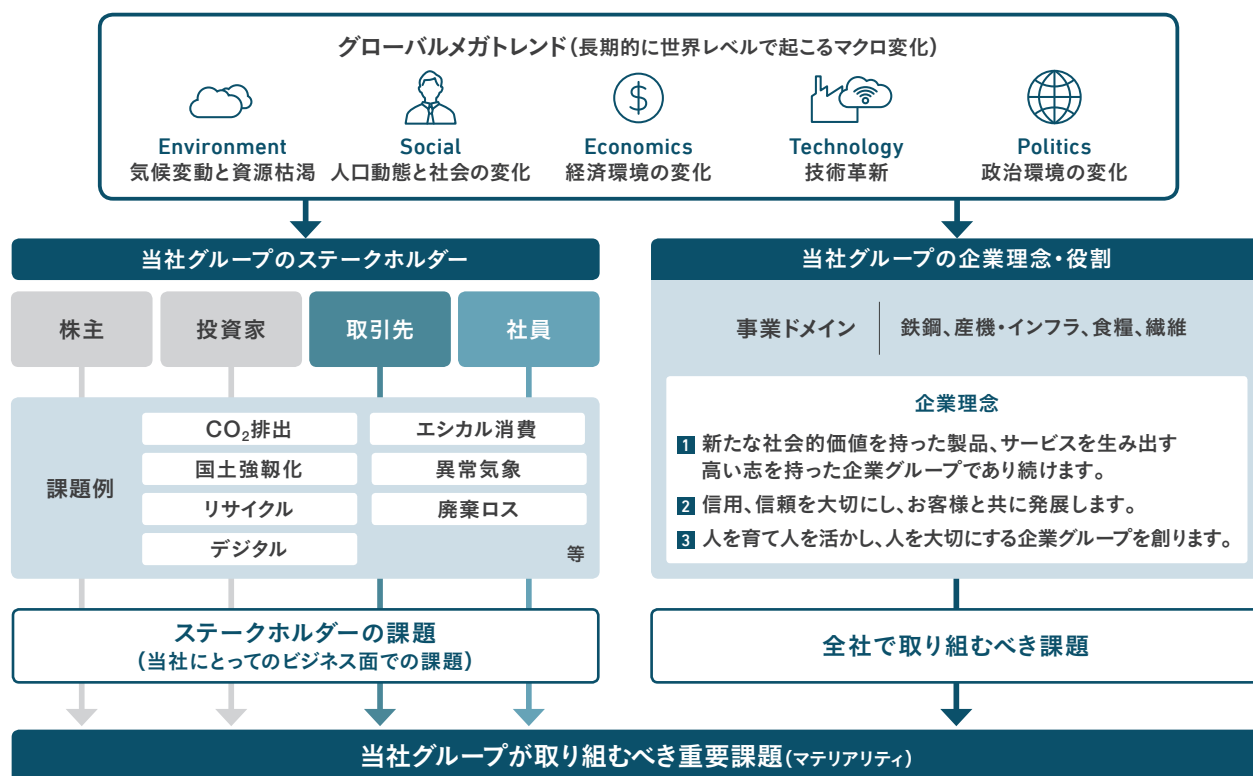 グローバルメガトレンド(長期的に世界レベルで起こるマクロ変化)
Environment
気候変動と資源枯渇
Social
人口動態と社会の変化
Economics
経済環境の変化
Technology
技術革新
Politics
政治環境の変化
当社グループのステークホルダー
株主
投資家
取引先
社員
課題例
CO₂排出
エシカル消費
国土強靱化
異常気象
リサイクル
廃棄ロス
デジタル
等
ステークホルダーの課題
(当社にとってのビジネス面での課題)
当社グループの企業理念・役割
事業ドメイン
鉄鋼、産機・インフラ、食糧、繊維
企業理念
1 新たな社会的価値を持った製品、サービスを生み出す
高い志を持った企業グループであり続けます。
2 信用、信頼を大切にし、お客様と共に発展します。
3 人を育て人を活かし、人を大切にする企業グループを創ります。
全社で取り組むべき課題
当社グループが取り組むべき重要課題(マテリアリティ)